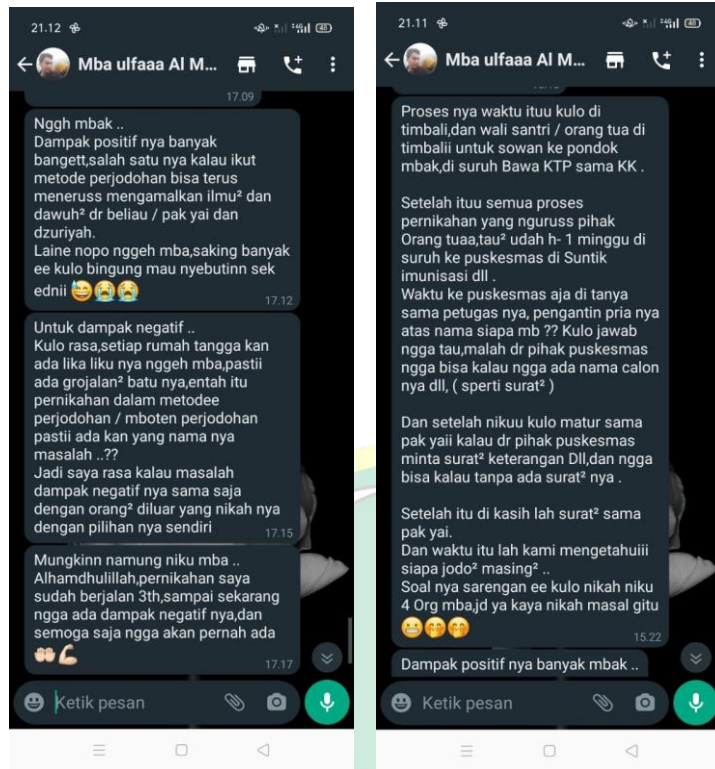 21.12
48
Mba ulfaaa Al M...
17.09
Nggh mbak ..
Dampak positif nya banyak
bangett,salah satu nya kalau ikut
metode perjodohan bisa terus
meneruss mengamalkan ilmu² dan
dawuh² dr beliau / pak yai dan
dzuriyah.
Laine nopo nggeh mba,saking banyak
ee kulo bingung mau nyebutinn sek
ednii 😅😭😭
17.12
Untuk dampak negatif ..
Kulo rasa,setiap rumah tangga kan
ada lika liku nya nggeh mba,pastii
ada grojalan² batu nya,entah itu
pernikahan dalam metodee
perjodohan / mboten perjodohan
pastii ada kan yang nama nya
masalah ..??
Jadi saya rasa kalau masalah
dampak negatif nya sama saja
dengan orang² diluar yang nikah nya
dengan pilihan nya sendiri
17.15
Mungkinn namung niku mba ..
Alhamdhulillah,pernikahan saya
sudah berjalan 3th,sampai sekarang
ngga ada dampak negatif nya,dan
semoga saja ngga akan pernah ada
🤲🏻💪🏻
17.17
Ketik pesan
21.11
48
Mba ulfaaa Al M...
Proses nya waktu ituu kulo di
timbali,dan wali santri / orang tua di
timbalii untuk sowan ke pondok
mbak,di suruh Bawa KTP sama KK .
Setelah ituu semua proses
pernikahan yang nguruss pihak
Orang tuaa,tau² udah h- 1 minggu di
suruh ke puskesmas di Suntik
imunisasi dll .
Waktu ke puskesmas aja di tanya
sama petugas nya, pengantin pria nya
atas nama siapa mb ?? Kulo jawab
ngga tau,malah dr pihak puskesmas
ngga bisa kalau ngga ada nama calon
nya dll, ( sperti surat² )
Dan setelah nikuu kulo matur sama
pak yaii kalau dr pihak puskesmas
minta surat² keterangan Dll,dan ngga
bisa kalau tanpa ada surat² nya .
Setelah itu di kasih lah surat² sama
pak yai.
Dan waktu itu lah kami mengetahuiii
siapa jodo² masing² ..
Soal nya sarengan ee kulo nikah niku
4 Org mba,jd ya kaya nikah masal gitu
😬🤭🤭
15.22
Dampak positif nya banyak mbak ..
Ketik pesan